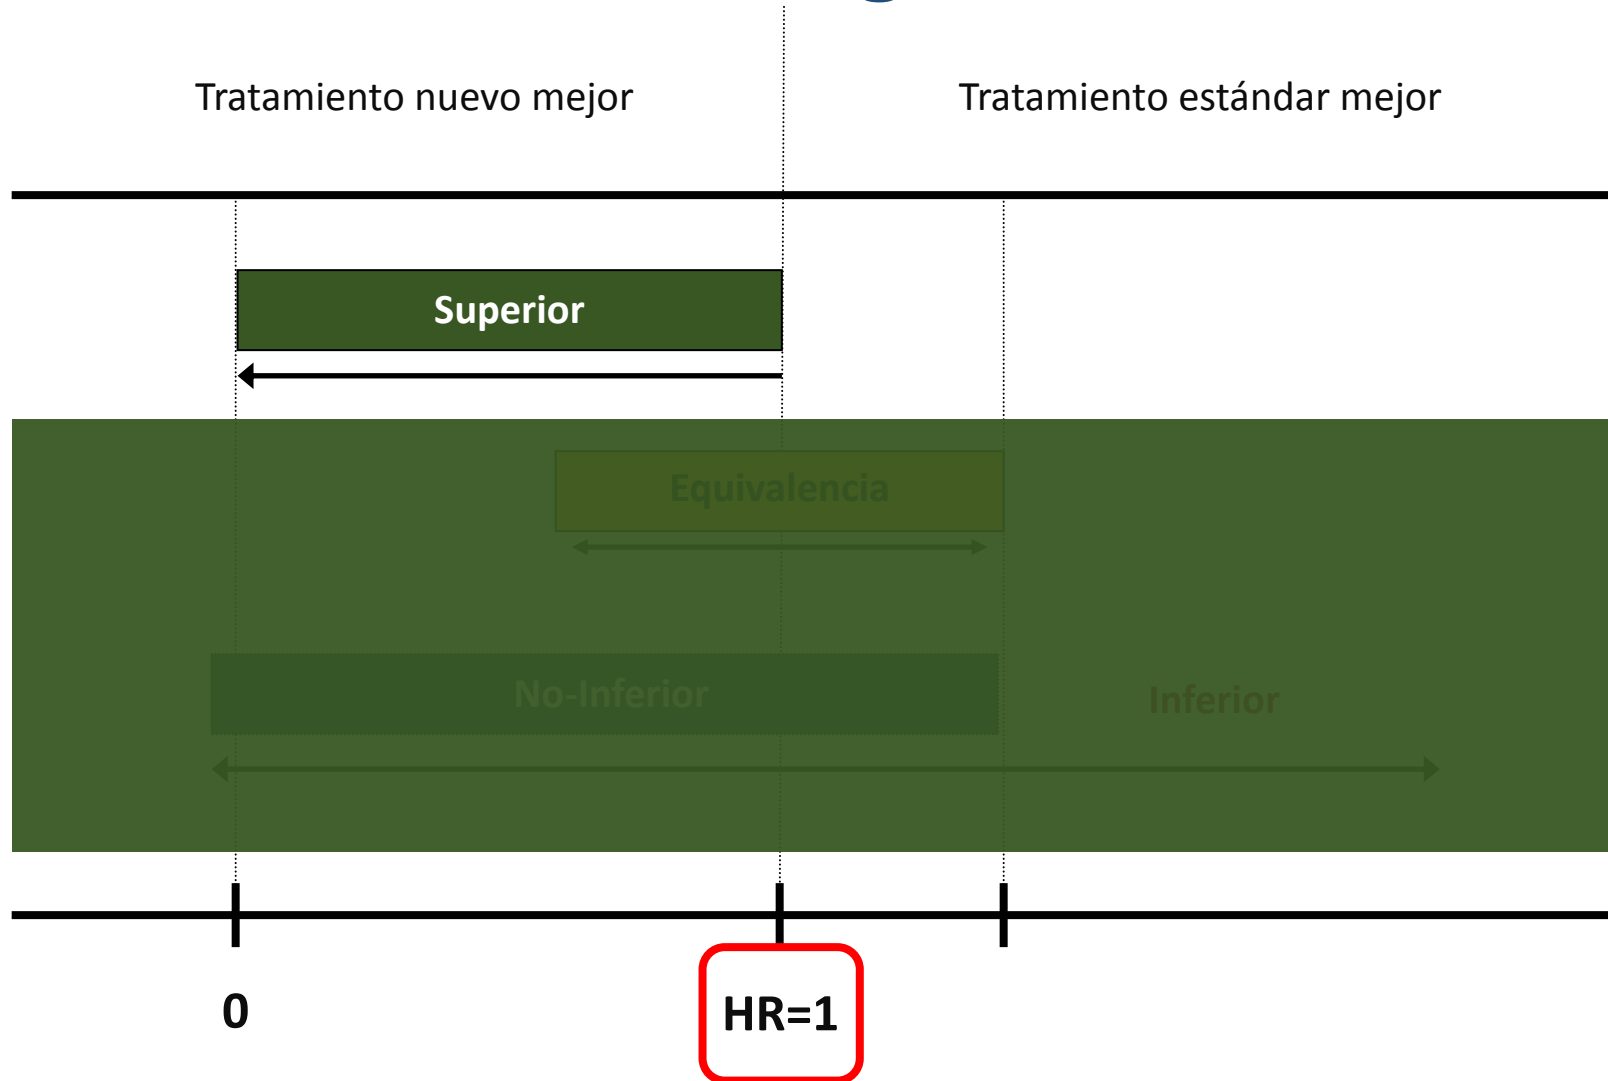 Tratamiento nuevo mejor
Tratamiento estándar mejor
Superior
Equivalencia
No-Inferior
Inferior
0
HR=1